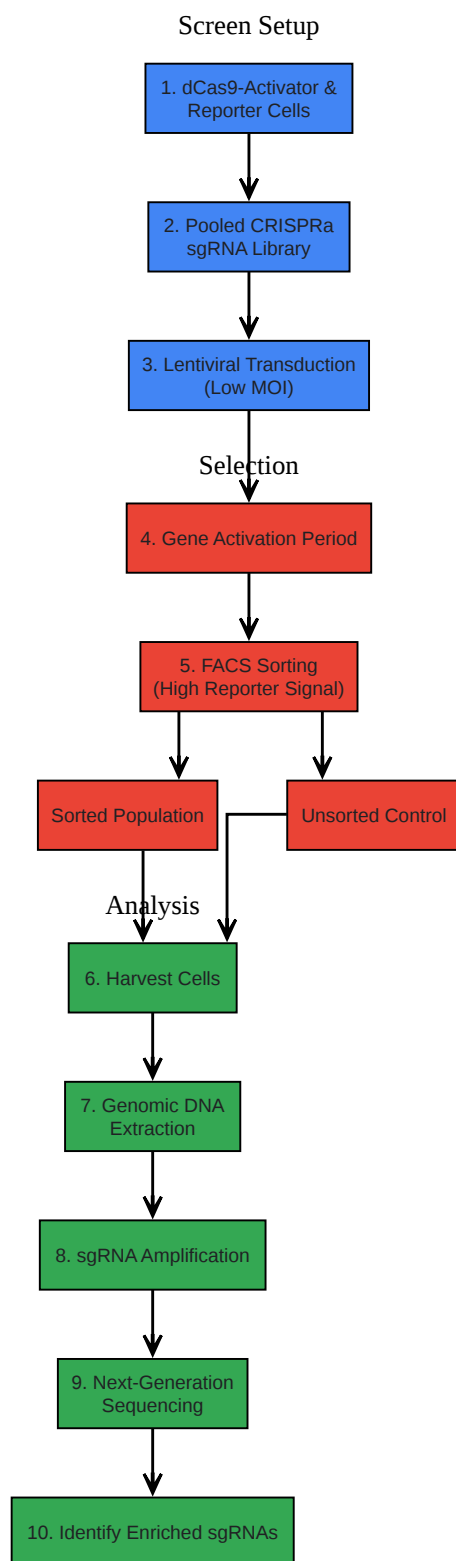 Screen Setup
1. dCas9-Activator &
Reporter Cells
2. Pooled CRISPRa
sgRNA Library
3. Lentiviral Transduction
(Low MOI)
Selection
4. Gene Activation Period
5. FACS Sorting
(High Reporter Signal)
Sorted Population
Unsorted Control
Analysis
6. Harvest Cells
7. Genomic DNA
Extraction
8. sgRNA Amplification
9. Next-Generation
Sequencing
10. Identify Enriched sgRNAs